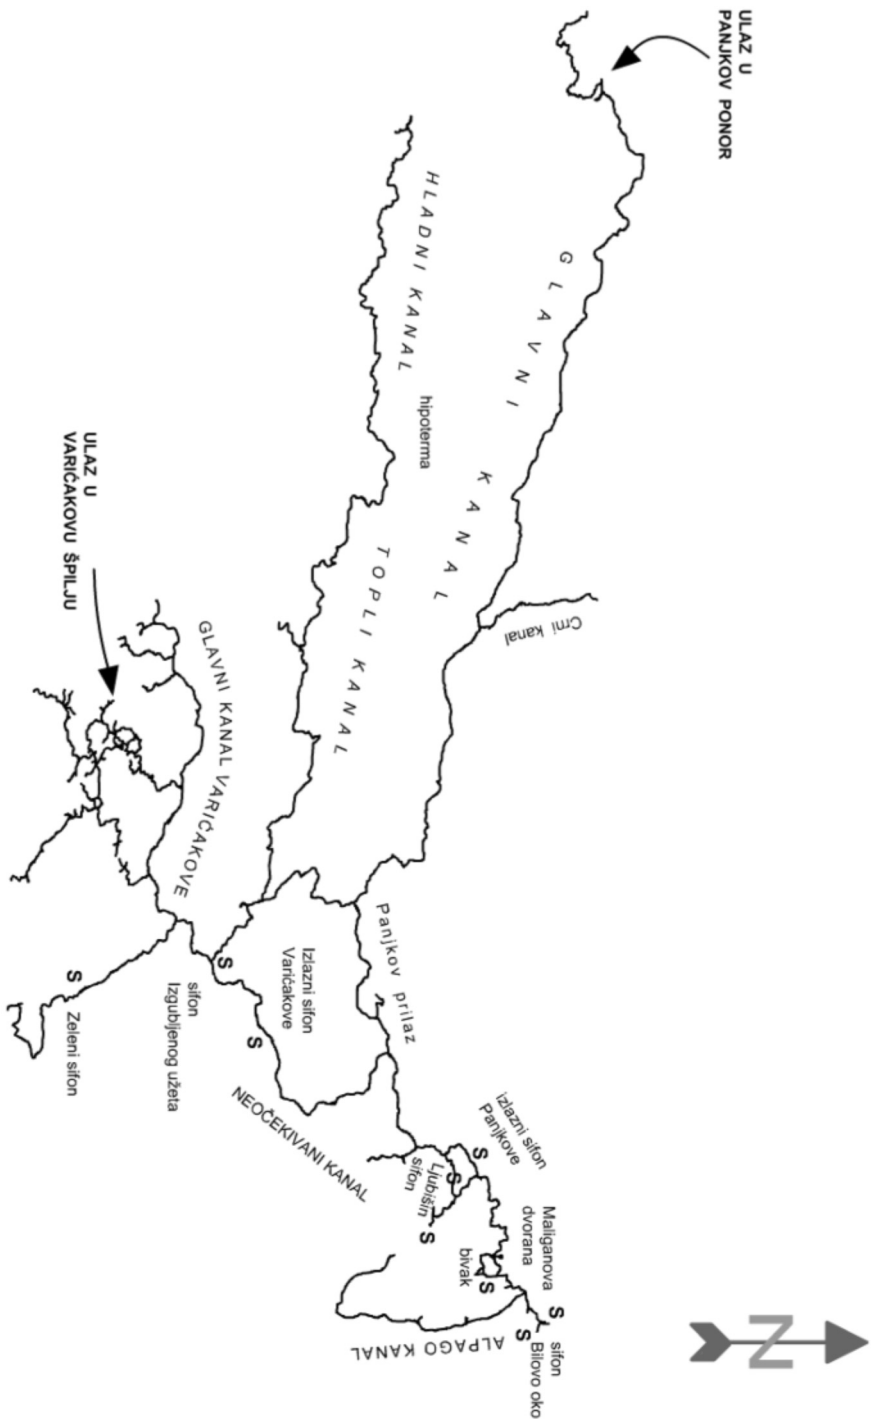 ULAZ U
PANJKOV PONOR
HLADNI KANAL
GLAVNI KANAL
hipoterma
ULAZ U
VARIĆAKOVU ŠPILJU
TOPLI KANAL
Crni kanal
GLAVNI KANAL VARIĆAKOVE
Panjkov prilaz
Izlazni sifon
Varićakove
S
sifon
Izgubljenog užeta
S
Zeleni sifon
S
NEOČEKIVANI KANAL
izlazni sifon
Panjkove
S
Ljubišin
sifon
S
S
Maliganova
dvorana
bivak
S
S
sifon
Bilovo oko
S
ALPAGO KANAL
N